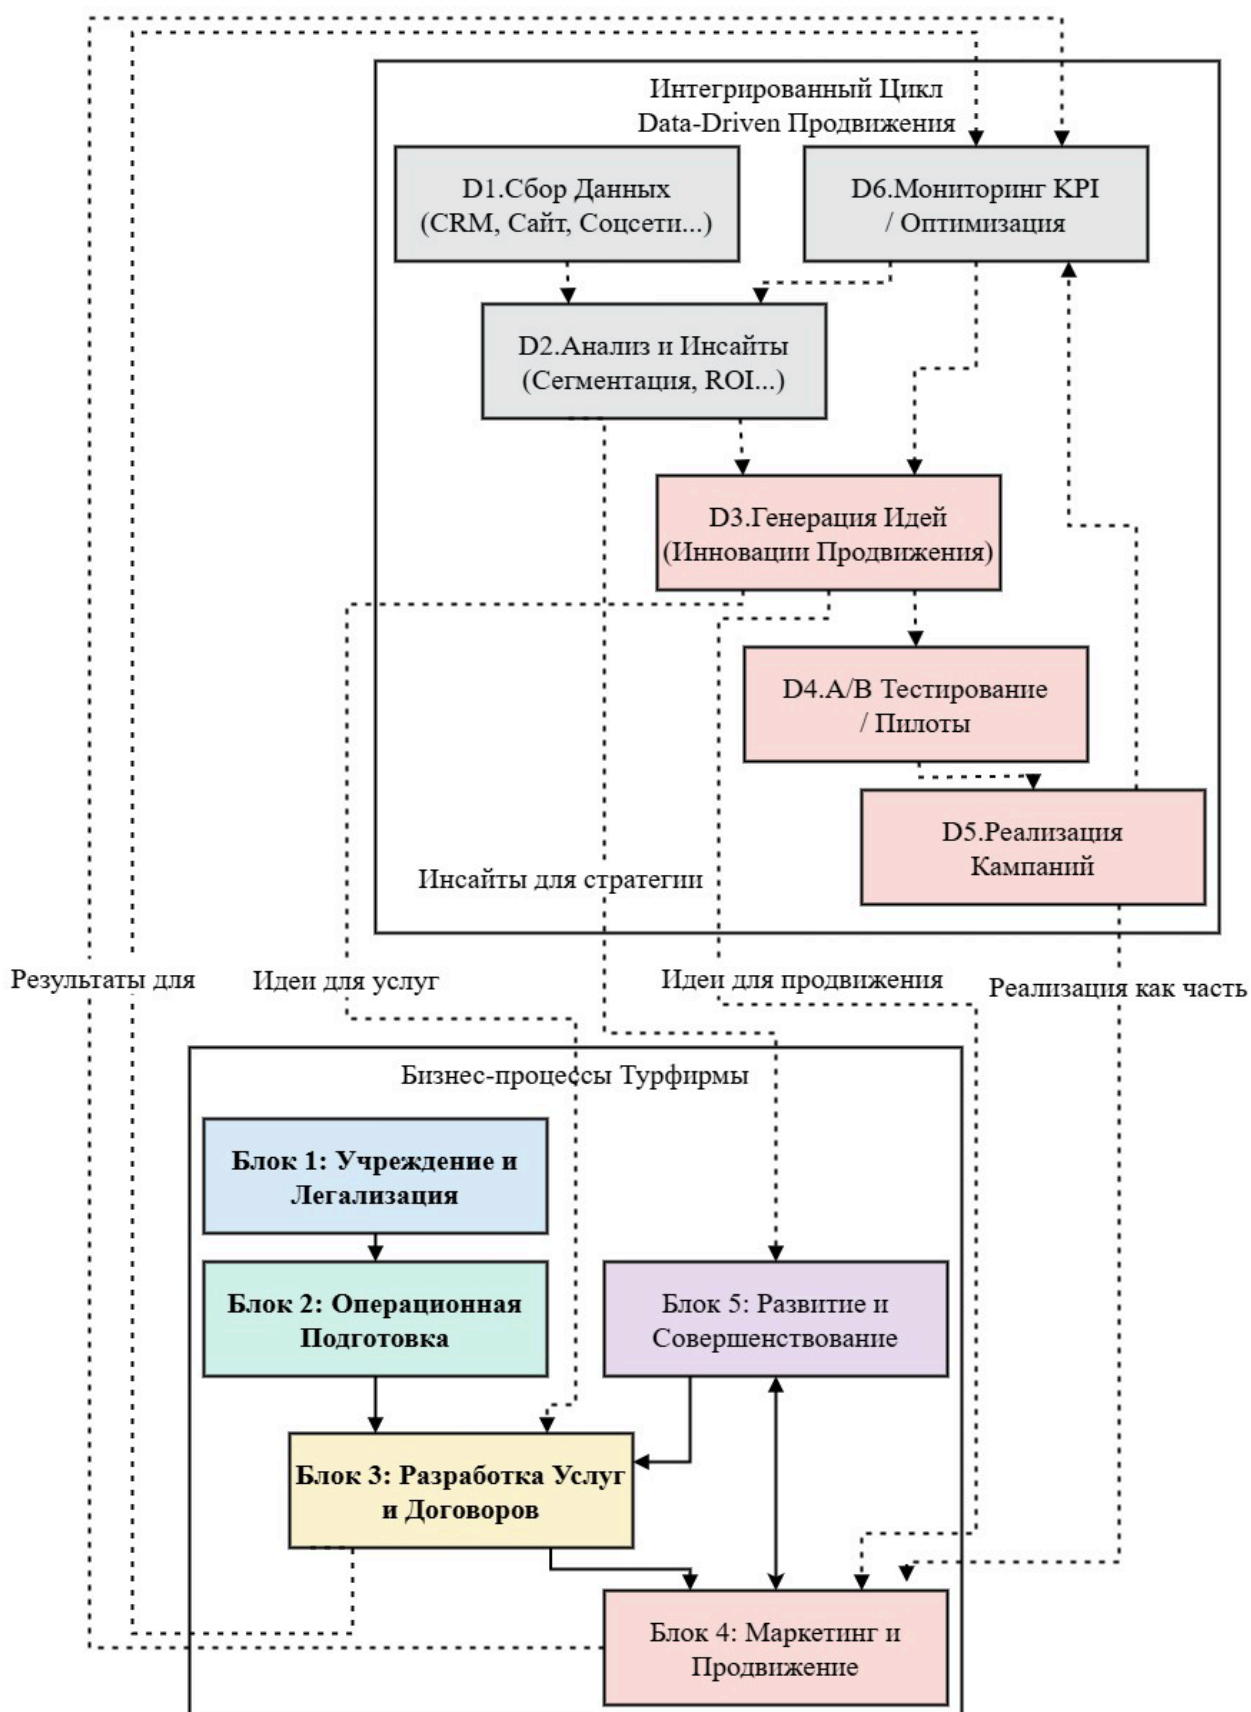 Интегрированный Цикл
Data-Driven Продвижения
D1.Сбор Данных
(CRM, Сайт, Соцсети...)
D6.Мониторинг KPI
/ Оптимизация
D2.Анализ и Инсайты
(Сегментация, ROI...)
D3.Генерация Идей
(Инновации Продвижения)
D4.A/B Тестирование
/ Пилоты
D5.Реализация
Кампаний
Инсайты для стратегии
Результаты для
Идеи для услуг
Идеи для продвижения
Реализация как часть
Бизнес-процессы Турфирмы
Блок 1: Учреждение и
Легализация
Блок 2: Операционная
Подготовка
Блок 5: Развитие и
Совершенствование
Блок 3: Разработка Услуг
и Договоров
Блок 4: Маркетинг и
Продвижение